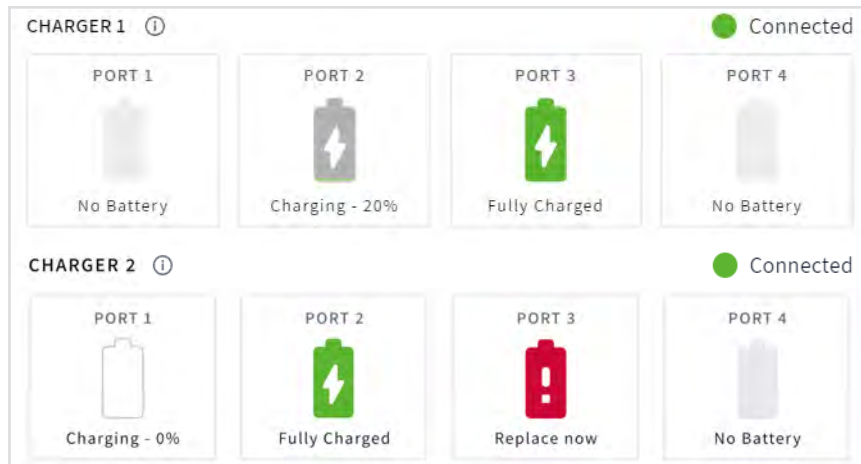 CHARGER 1
Connected
PORT 1
PORT 2
PORT 3
PORT 4
No Battery
Charging - 20%
Fully Charged
No Battery
CHARGER 2
Connected
PORT 1
PORT 2
PORT 3
PORT 4
Charging - 0%
Fully Charged
Replace now
No Battery